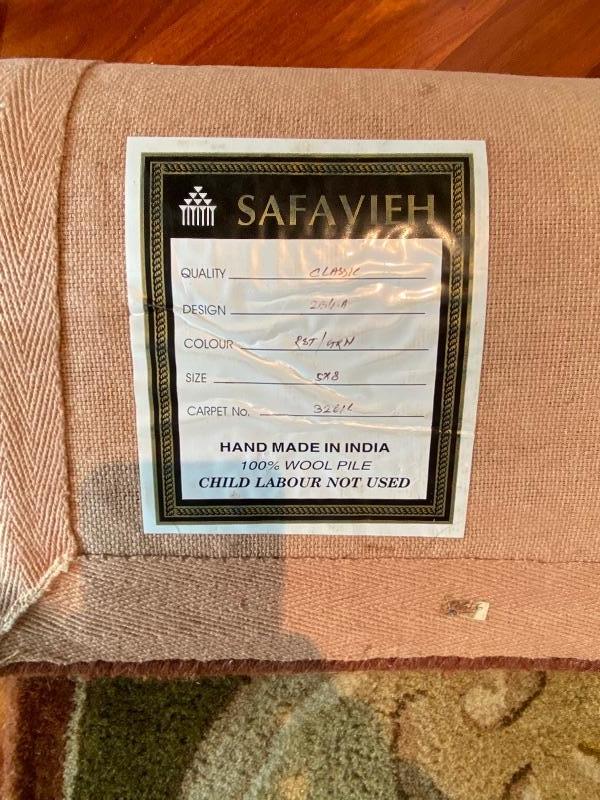 SAFAVIEH
QUALITY CLASSIC
DESIGN
COLOUR RST/GRN
SIZE 5X8
CARPET No.
HAND MADE IN INDIA
100% WOOL PILE
CHILD LABOUR NOT USED